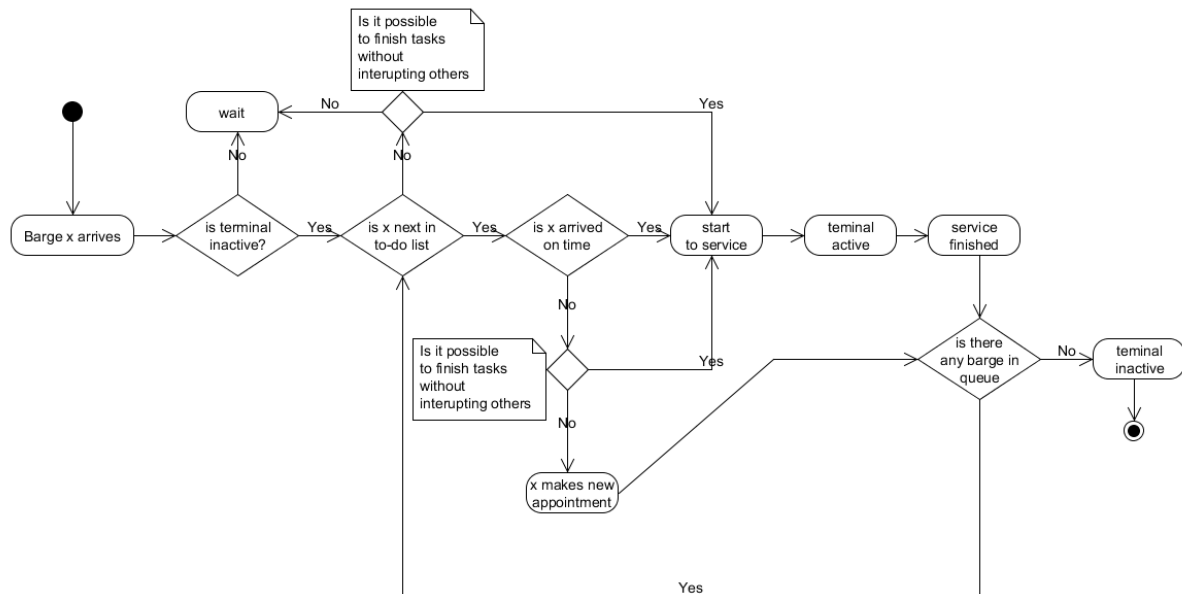 Is it possible
to finish tasks
without
interupting others
No
Yes
wait
No
No
Barge x arrives
is terminal
inactive?
Yes
is x next in
to-do list
Yes
is x arrived
on time
Yes
start
to service
teminal
active
service
finished
No
Is it possible
to finish tasks
without
interupting others
Yes
No
is there
any barge in
queue
No
teminal
inactive
x makes new
appointment
Yes